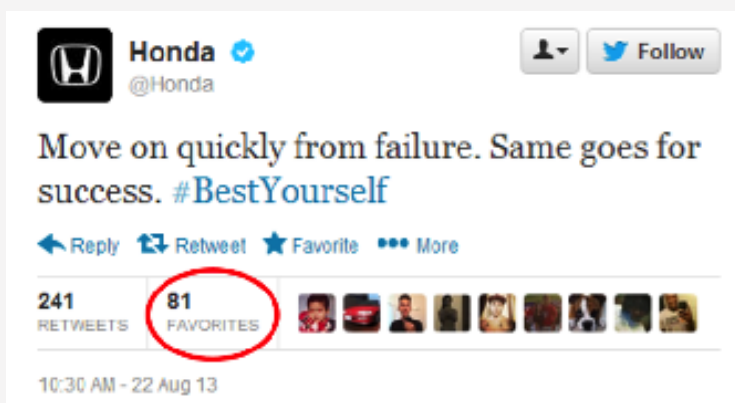 Honda
Follow
@Honda
Move on quickly from failure. Same goes for
success. #BestYourself
Reply Retweet Favorite More
241 81
RETWEETS FAVORITES
10:30 AM - 22 Aug 13